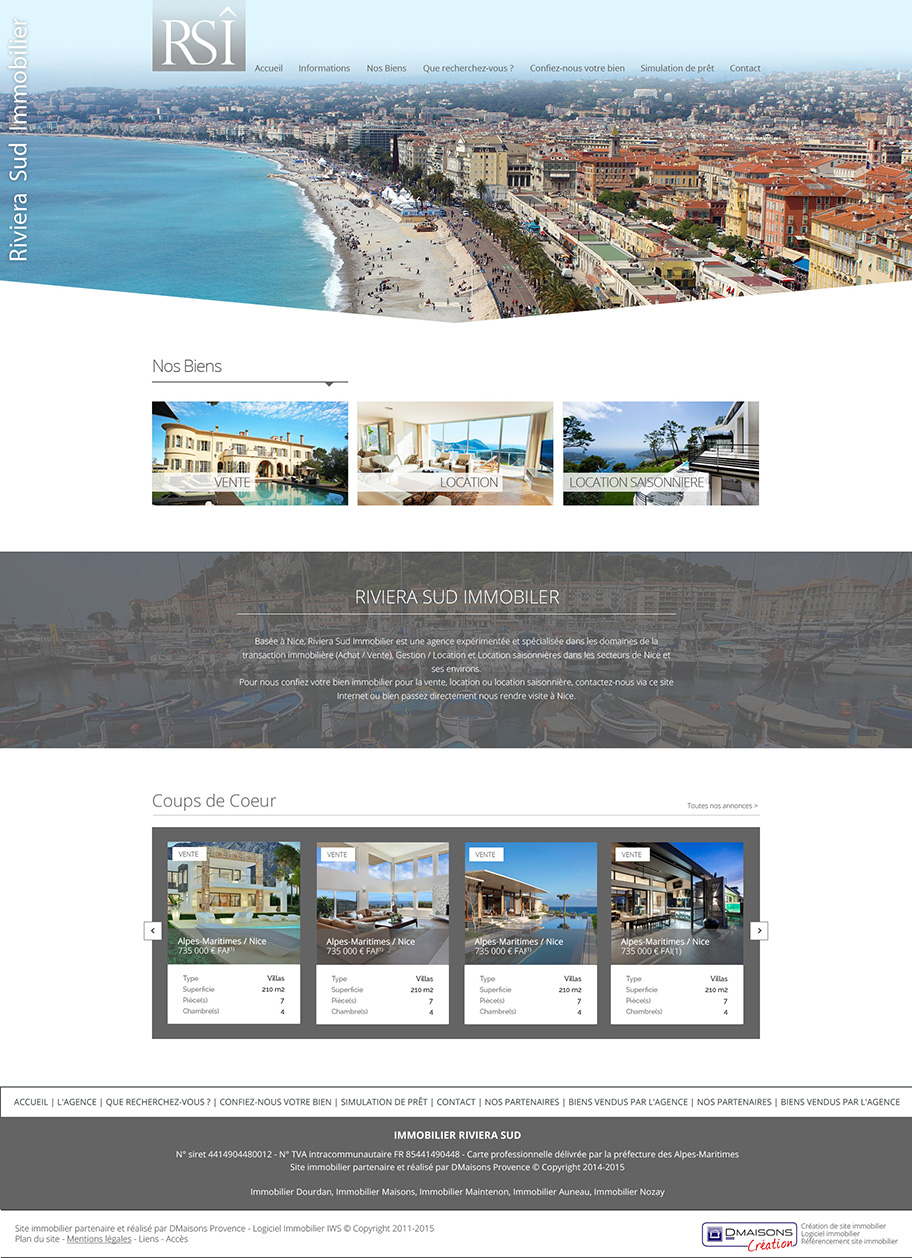 Riviera Sud Immobilier
RSÎ
Accueil Informations Nos Biens Que recherchez-vous ? Confiez-nous votre bien Simulation de prêt Contact
Nos Biens
VENTE LOCATION LOCATION SAISONNIERE
RIVIERA SUD IMMOBILER
Basée à Nice, Riviera Sud Immobilier est une agence expérimentée et spécialisée dans les domaines de la
transaction immobilière (Achat / Vente), Gestion / Location et Location saisonnières dans les secteurs de Nice et
ses environs.
Pour nous confiez votre bien immobilier pour la vente, location ou location saisonnière, contactez-nous via ce site
Internet ou bien passez directement nous rendre visite à Nice.
Coups de Coeur
Toutes nos annonces >
VENTE
Alpes-Maritimes / Nice
735 000 € FAI(1)
Type Villas
Superficie 210 m2
Pièce(s) 7
Chambre(s) 4
VENTE
Alpes-Maritimes / Nice
735 000 € FAI(1)
Type Villas
Superficie 210 m2
Pièce(s) 7
Chambre(s) 4
VENTE
Alpes-Maritimes / Nice
735 000 € FAI(1)
Type Villas
Superficie 210 m2
Pièce(s) 7
Chambre(s) 4
VENTE
Alpes-Maritimes / Nice
735 000 € FAI(1)
Type Villas
Superficie 210 m2
Pièce(s) 7
Chambre(s) 4
ACCUEIL | L'AGENCE | QUE RECHERCHEZ-VOUS ? | CONFIEZ-NOUS VOTRE BIEN | SIMULATION DE PRÊT | CONTACT | NOS PARTENAIRES | BIENS VENDUS PAR L'AGENCE | NOS PARTENAIRES | BIENS VENDUS PAR L'AGENCE
IMMOBILIER RIVIERA SUD
N° siret 4414904480012 - N° TVA intracommunautaire FR 85441490448 - Carte professionnelle délivrée par la préfecture des Alpes-Maritimes
Site immobilier partenaire et réalisé par DMaisons Provence © Copyright 2014-2015
Immobilier Dourdan, Immobilier Maisons, Immobilier Maintenon, Immobilier Auneau, Immobilier Nozay
Site immobilier partenaire et réalisé par DMaisons Provence - Logiciel Immobilier IWS © Copyright 2011-2015
Plan du site - Mentions légales - Liens - Accès
DMAISONS
Création
Création de site immobilier
Logiciel immobilier
Référencement site immobilier